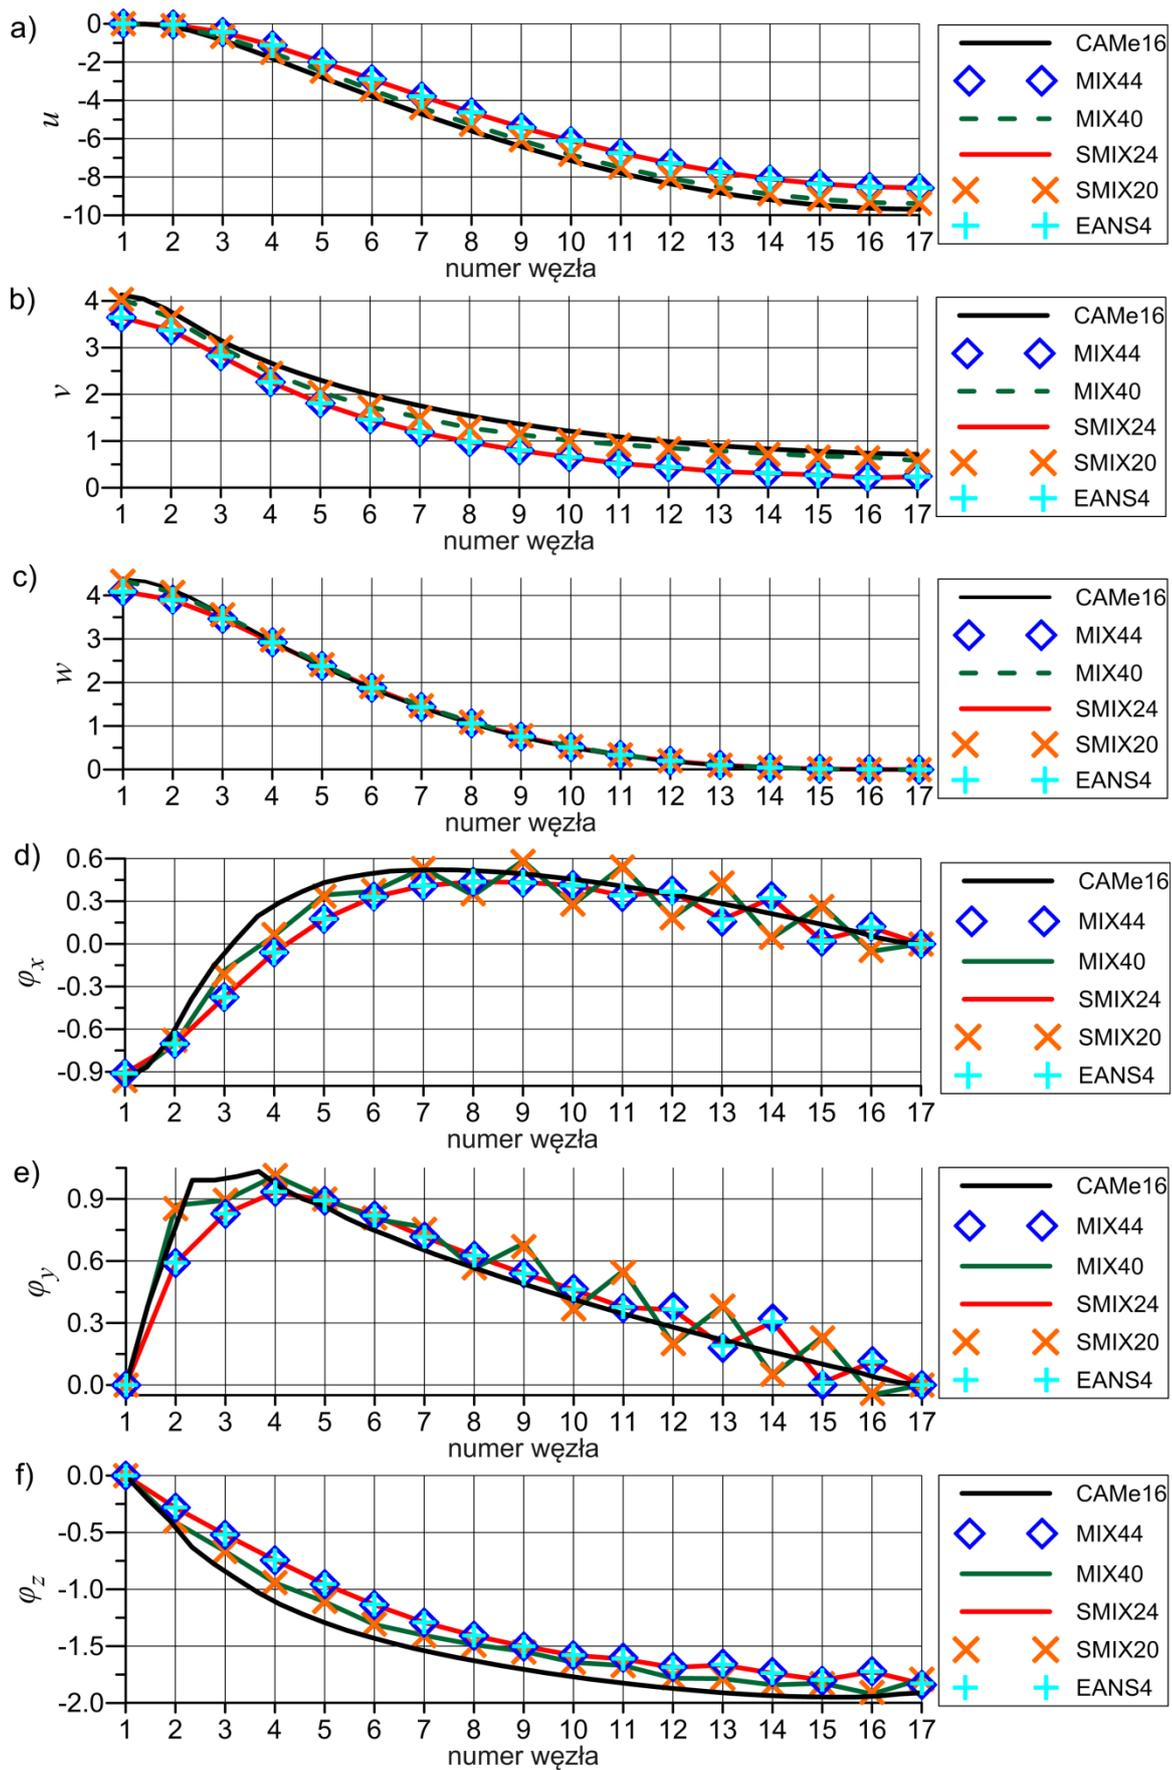 a)
u
0
-2
-4
-6
-8
-10
1 2 3 4 5 6 7 8 9 10 11 12 13 14 15 16 17
numer węzła
CAMe16
MIX44
MIX40
SMIX24
SMIX20
EANS4
b)
v
4
3
2
1
0
1 2 3 4 5 6 7 8 9 10 11 12 13 14 15 16 17
numer węzła
CAMe16
MIX44
MIX40
SMIX24
SMIX20
EANS4
c)
w
4
3
2
1
0
1 2 3 4 5 6 7 8 9 10 11 12 13 14 15 16 17
numer węzła
CAMe16
MIX44
MIX40
SMIX24
SMIX20
EANS4
d)
φx
0.6
0.3
0.0
-0.3
-0.6
-0.9
1 2 3 4 5 6 7 8 9 10 11 12 13 14 15 16 17
numer węzła
CAMe16
MIX44
MIX40
SMIX24
SMIX20
EANS4
e)
φy
0.9
0.6
0.3
0.0
1 2 3 4 5 6 7 8 9 10 11 12 13 14 15 16 17
numer węzła
CAMe16
MIX44
MIX40
SMIX24
SMIX20
EANS4
f)
φz
0.0
-0.5
-1.0
-1.5
-2.0
1 2 3 4 5 6 7 8 9 10 11 12 13 14 15 16 17
numer węzła
CAMe16
MIX44
MIX40
SMIX24
SMIX20
EANS4